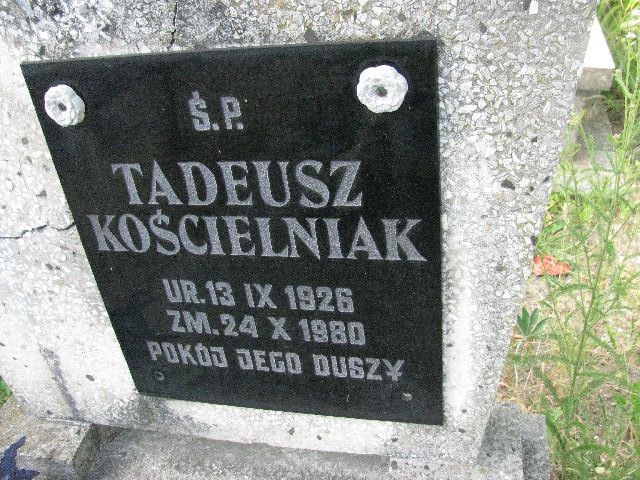 Ś.P.
TADEUSZ
KOŚCIELNIAK
UR. 13 IX 1926
ZM. 24 X 1980
POKÓJ JEGO DUSZY